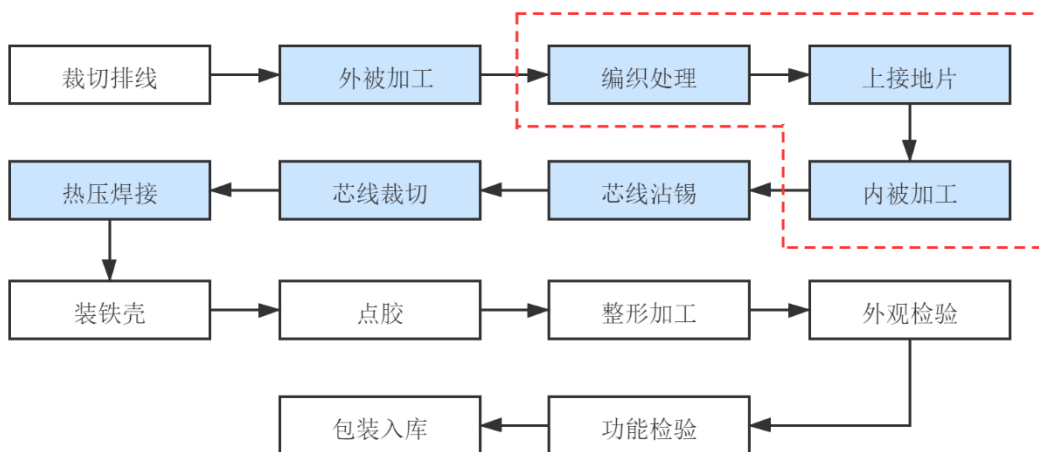 裁切排线
外被加工
编织处理
上接地片
内被加工
芯线沾锡
芯线裁切
热压焊接
装铁壳
点胶
整形加工
外观检验
功能检验
包装入库